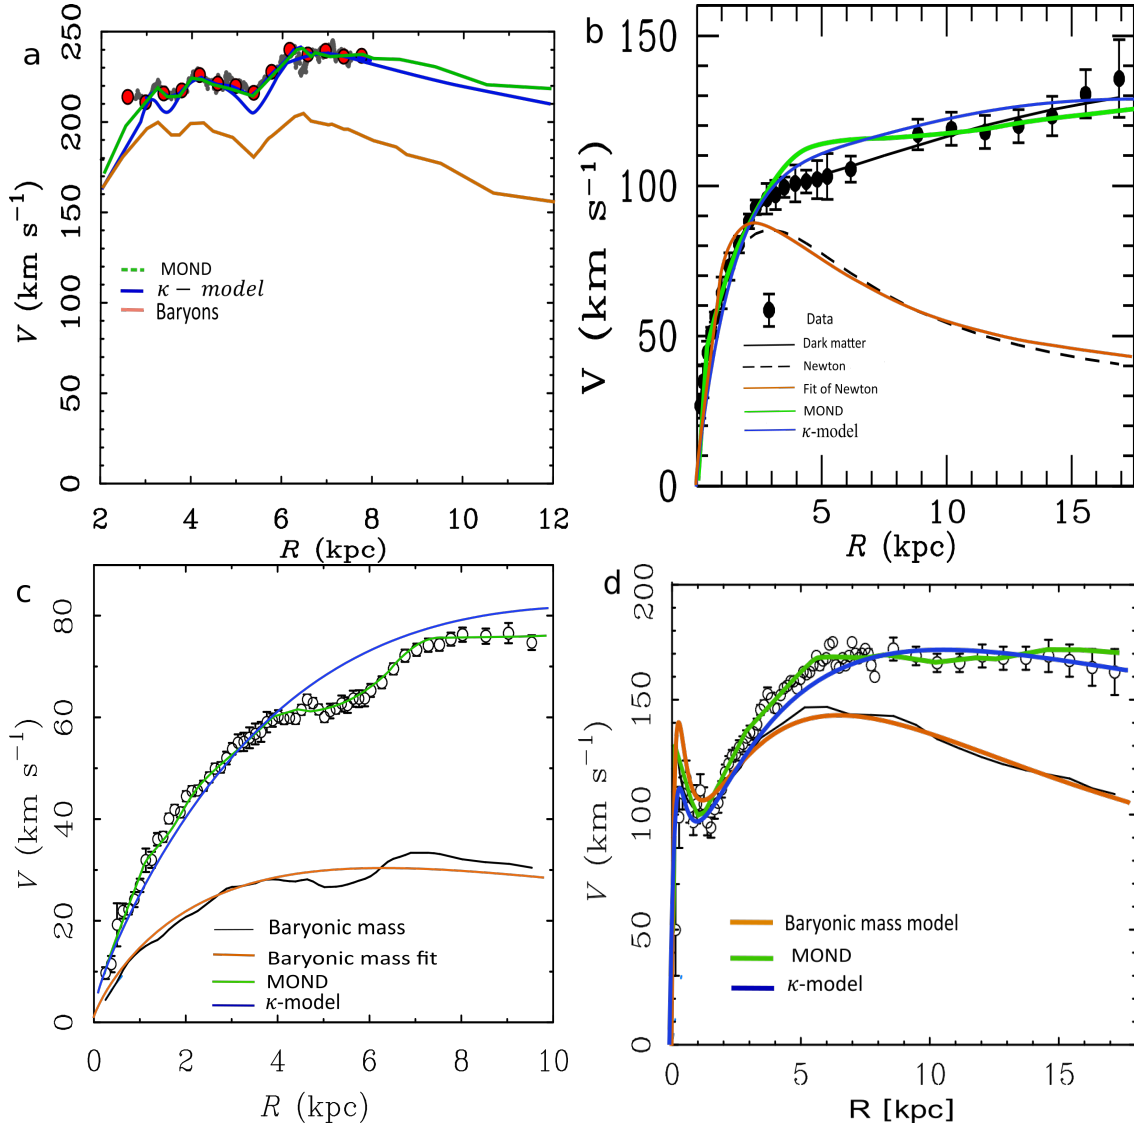 a
250
200
150
100
50
0
V (km s−1)
MOND
κ − model
Baryons
2 4 6 8 10 12
R (kpc)
b
150
100
50
0
V (km s−1)
Data
Dark matter
Newton
Fit of Newton
MOND
κ-model
5 10 15
R (kpc)
c
80
60
40
20
0
V (km s−1)
Baryonic mass
Baryonic mass fit
MOND
κ-model
0 2 4 6 8 10
R (kpc)
d
200
150
100
50
0
V (km s−1)
Baryonic mass model
MOND
κ-model
0 5 10 15
R [kpc]